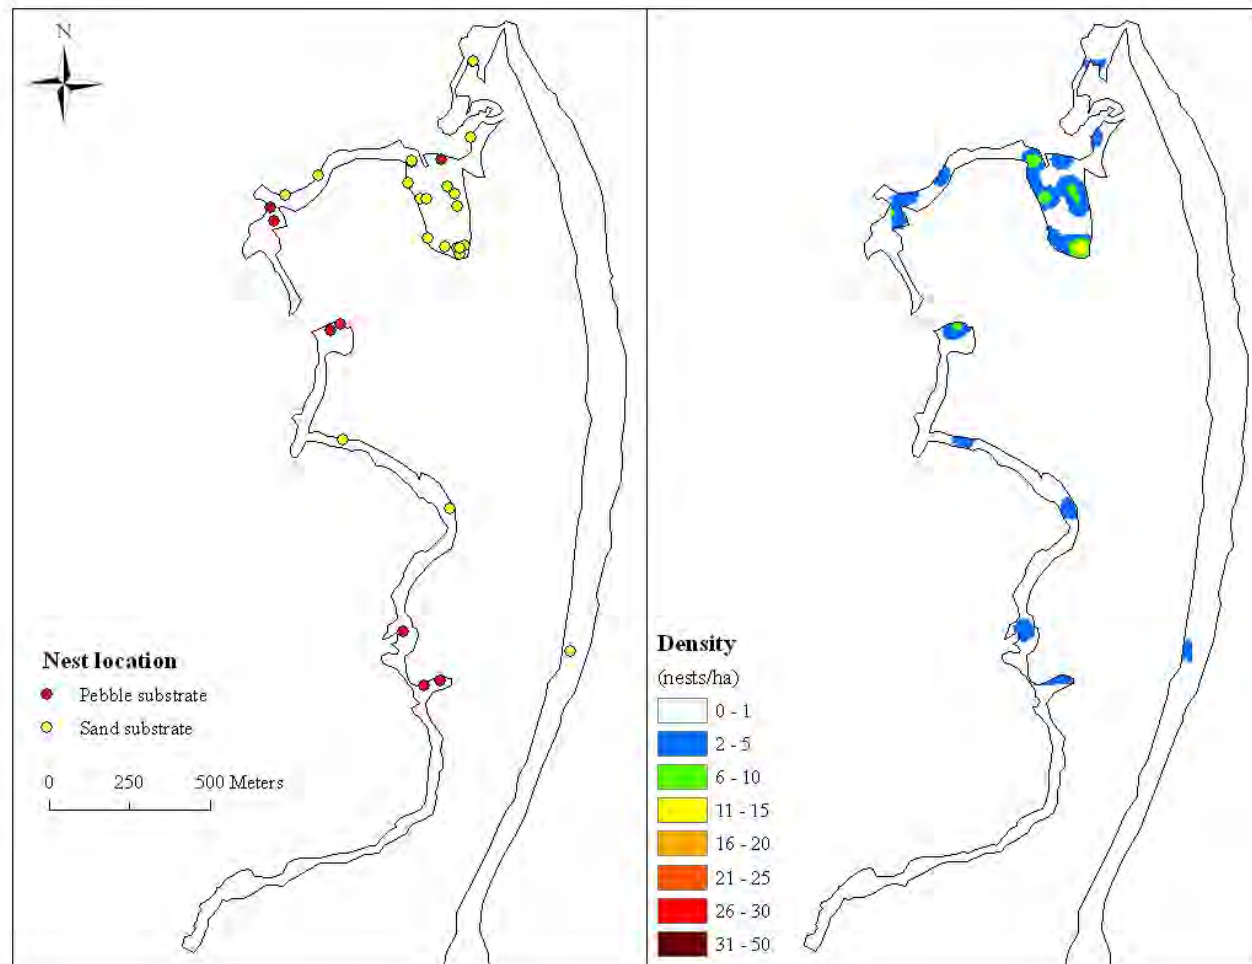 N
Nest location
Pebble substrate
Sand substrate
0 250 500 Meters
Density
(nests/ha)
0 - 1
2 - 5
6 - 10
11 - 15
16 - 20
21 - 25
26 - 30
31 - 50